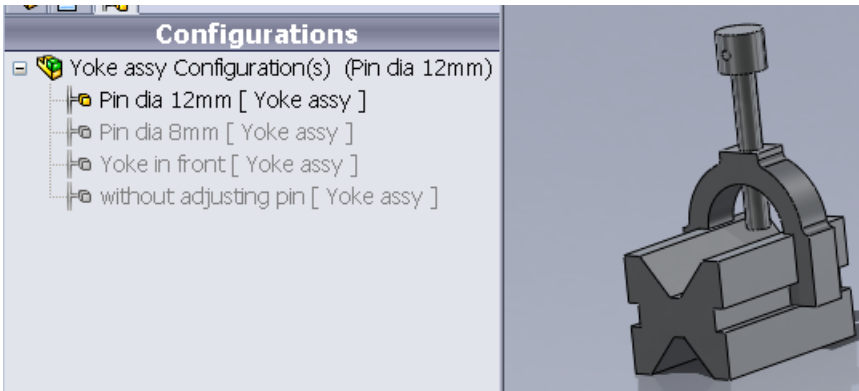 Configurations
Yoke assy Configuration(s) (Pin dia 12mm)
Pin dia 12mm [ Yoke assy ]
Pin dia 8mm [ Yoke assy ]
Yoke in front [ Yoke assy ]
without adjusting pin [ Yoke assy ]